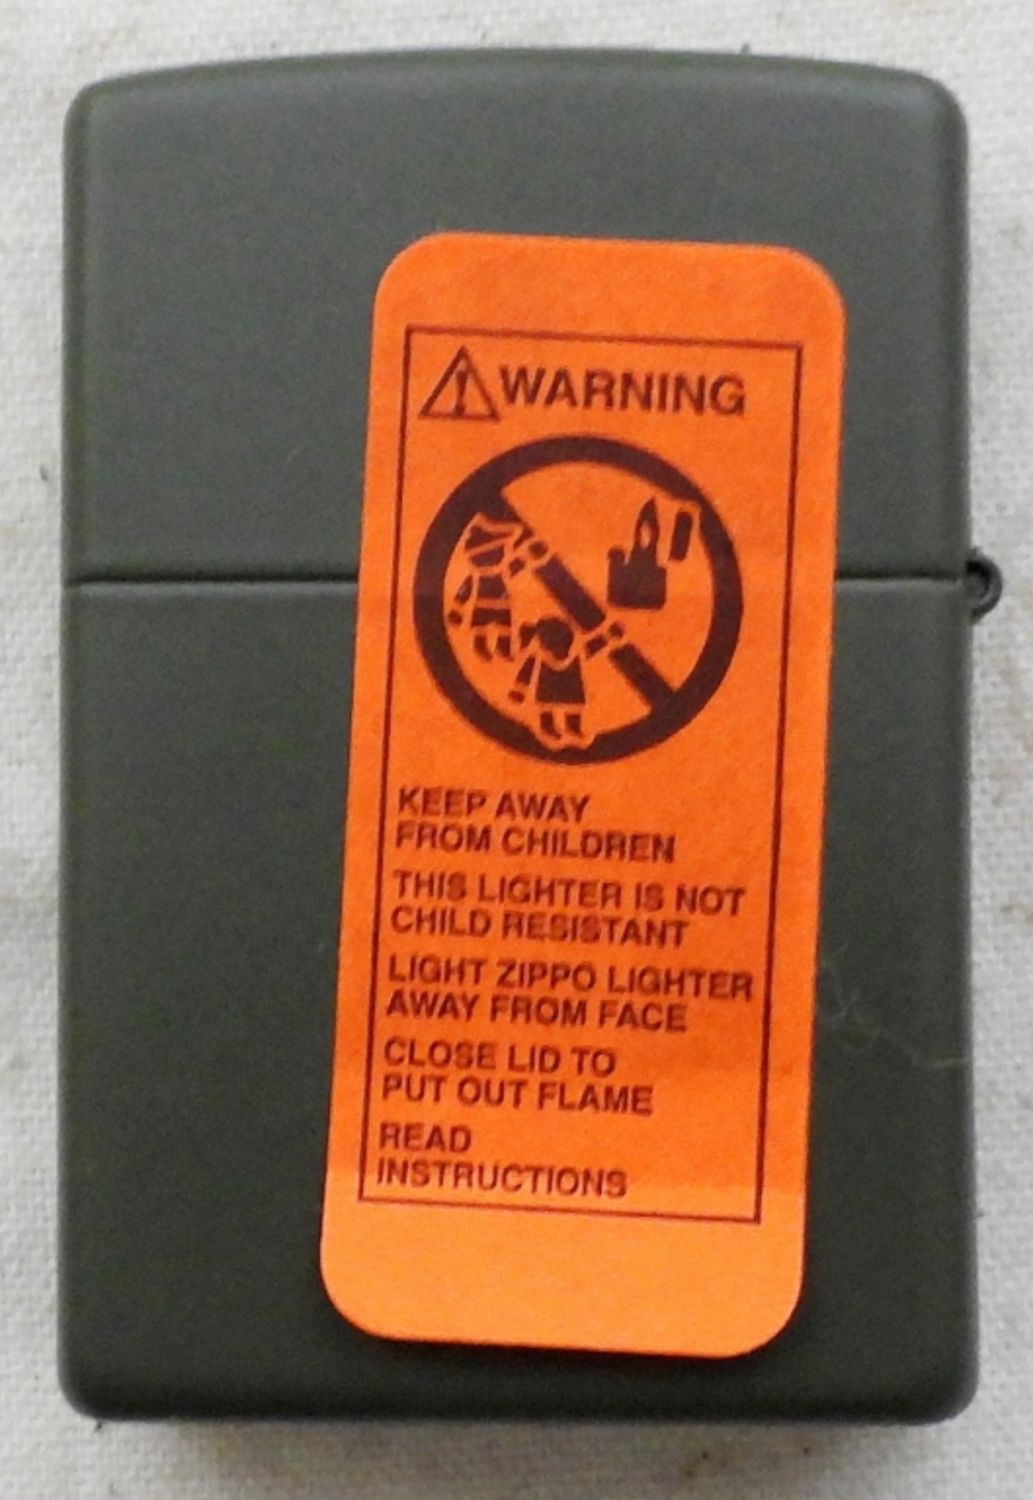 WARNING
KEEP AWAY
FROM CHILDREN
THIS LIGHTER IS NOT
CHILD RESISTANT
LIGHT ZIPPO LIGHTER
AWAY FROM FACE
CLOSE LID TO
PUT OUT FLAME
READ
INSTRUCTIONS